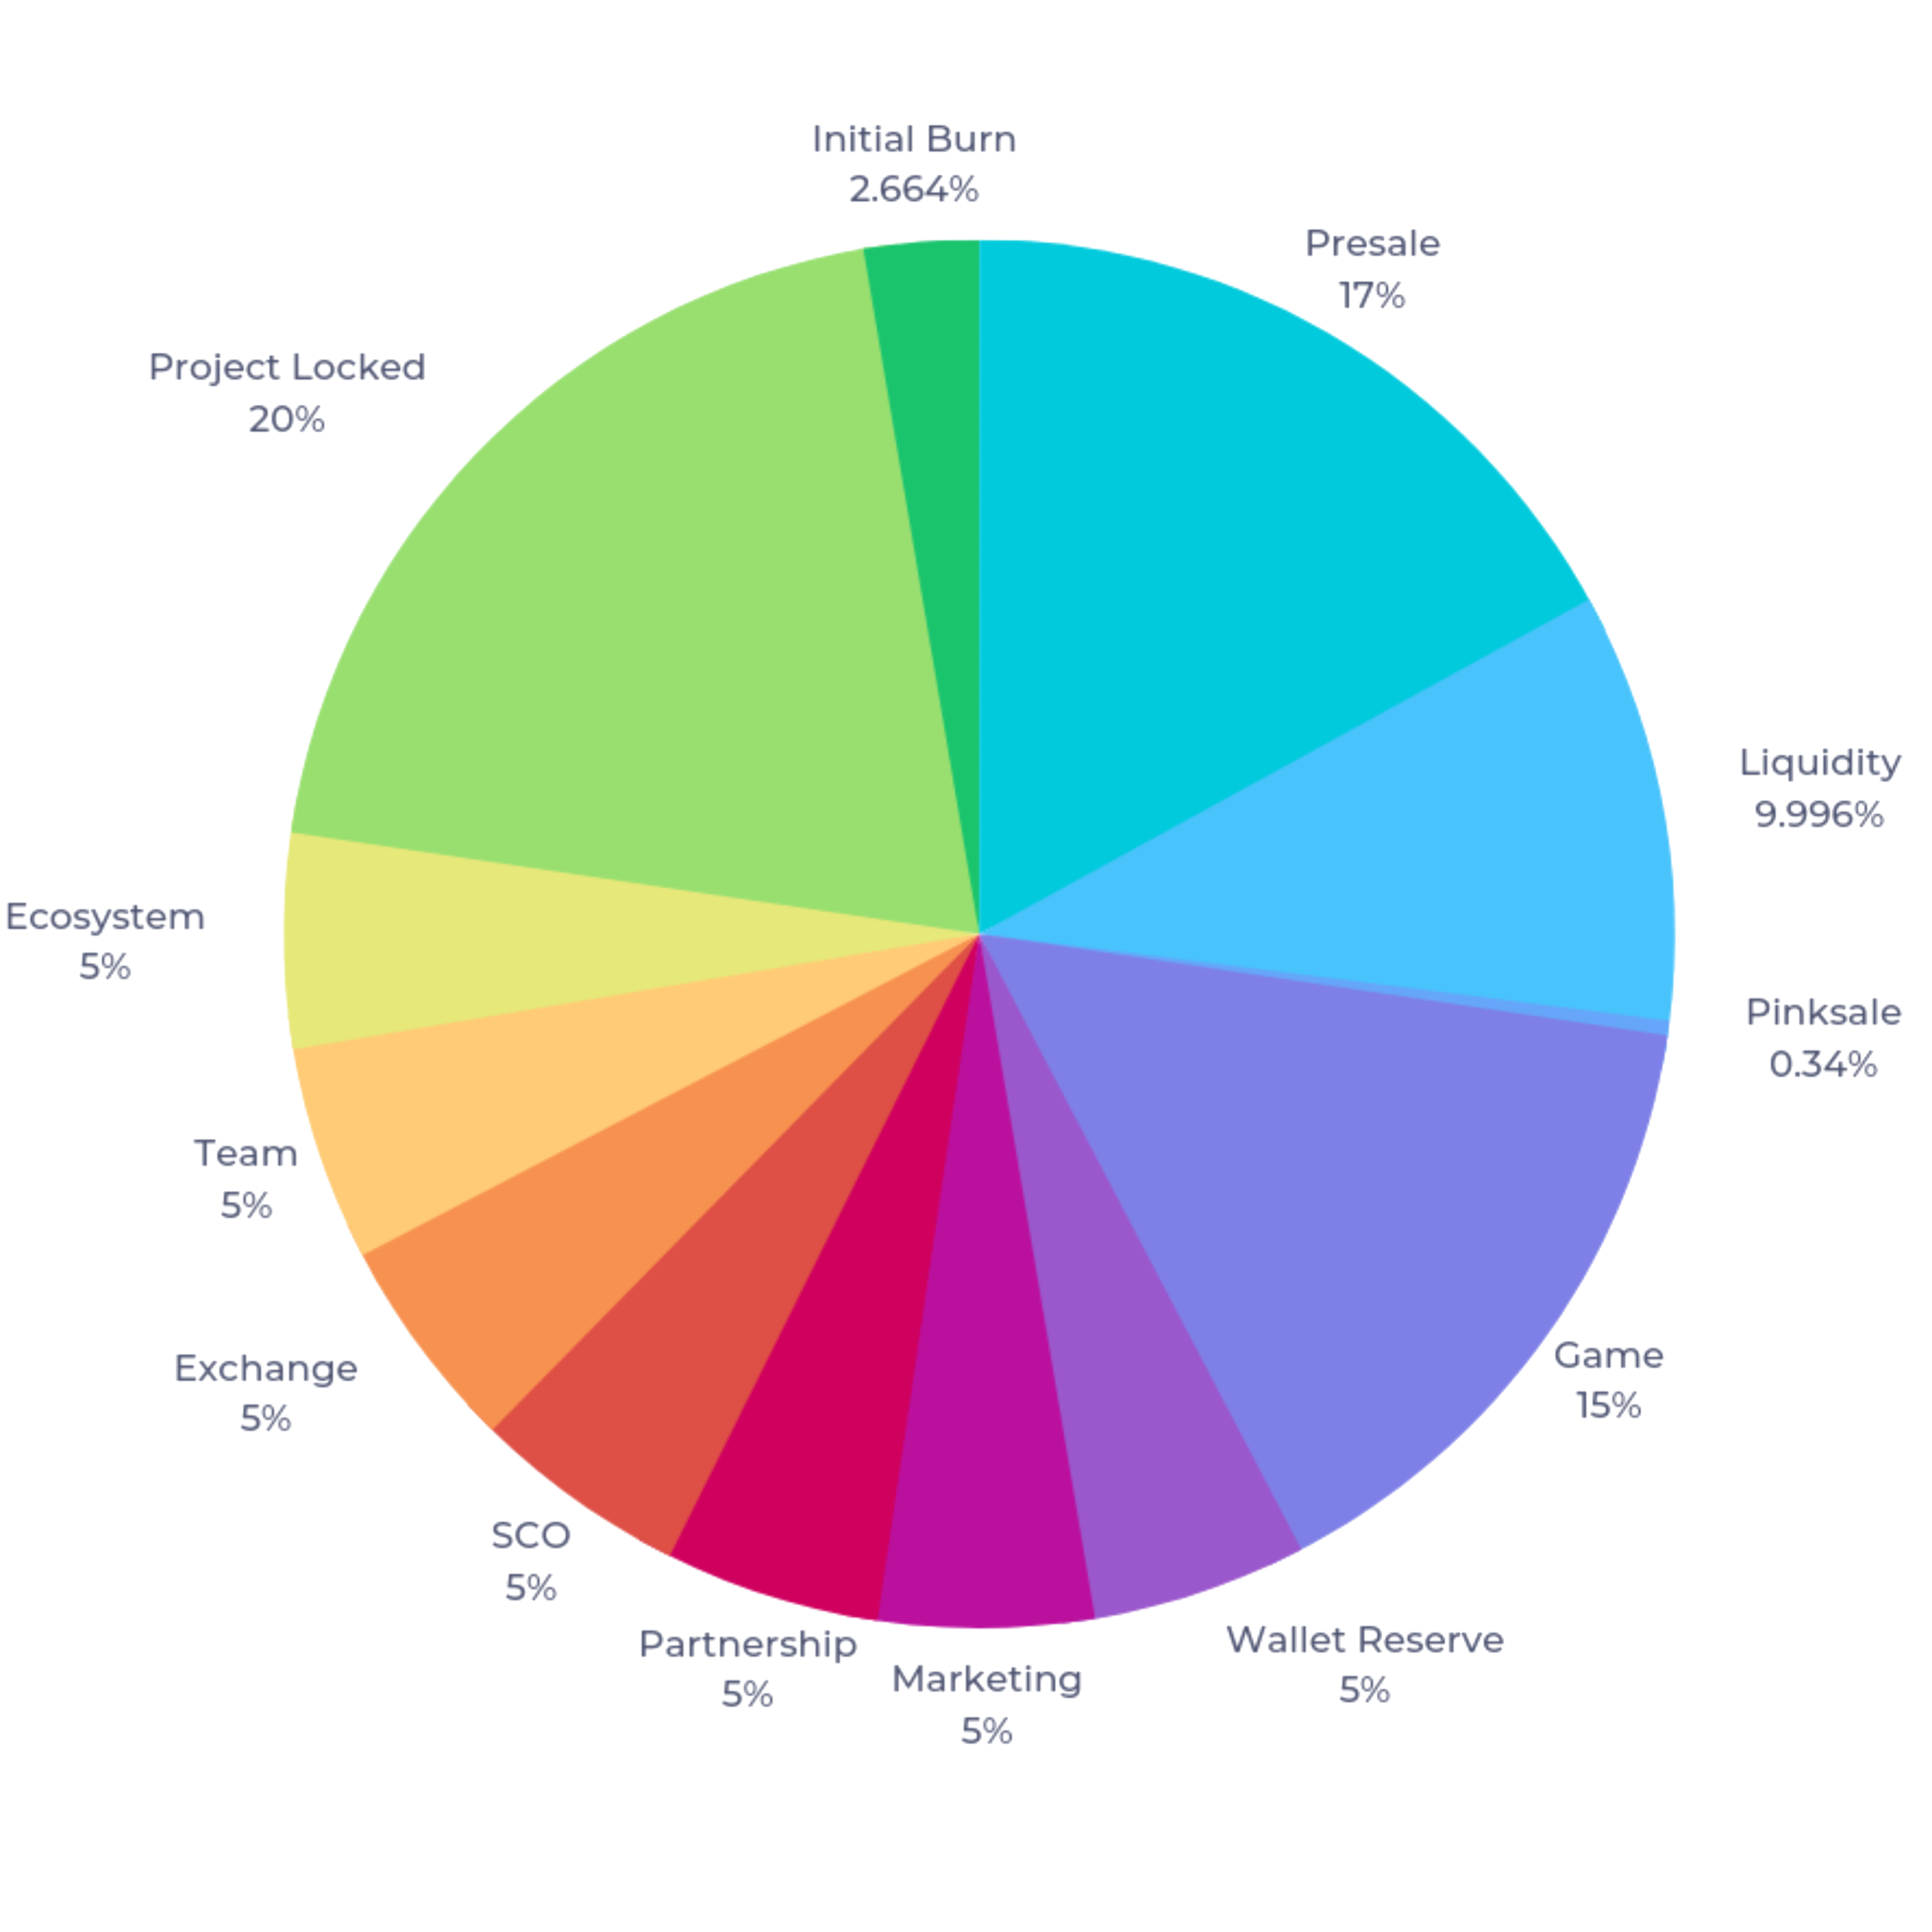 Initial Burn
2.664%
Presale
17%
Project Locked
20%
Liquidity
9.996%
Ecosystem
5%
Pinksale
0.34%
Team
5%
Game
15%
Exchange
5%
SCO
5%
Partnership
5%
Marketing
5%
Wallet Reserve
5%